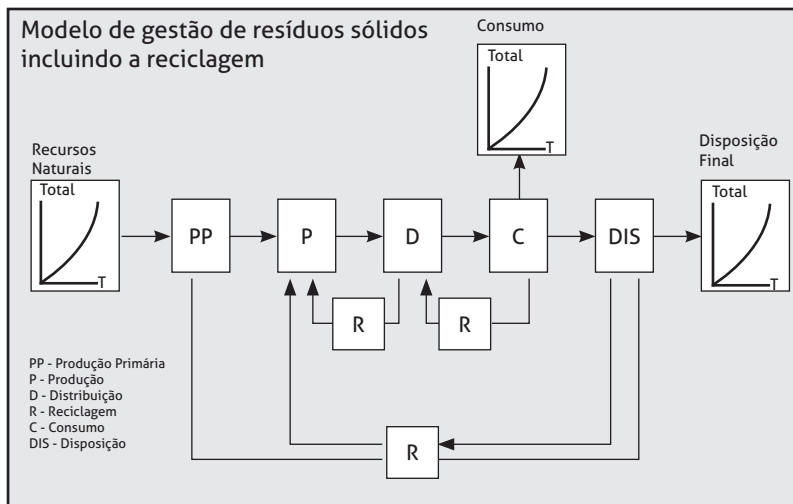 Modelo de gestão de resíduos sólidos
incluindo a reciclagem
Consumo
Total
T
Recursos
Naturais
Total
T
Disposição
Final
Total
T
PP
P
D
C
DIS
R
R
PP - Produção Primária
P - Produção
D - Distribuição
R - Reciclagem
C - Consumo
DIS - Disposição
R